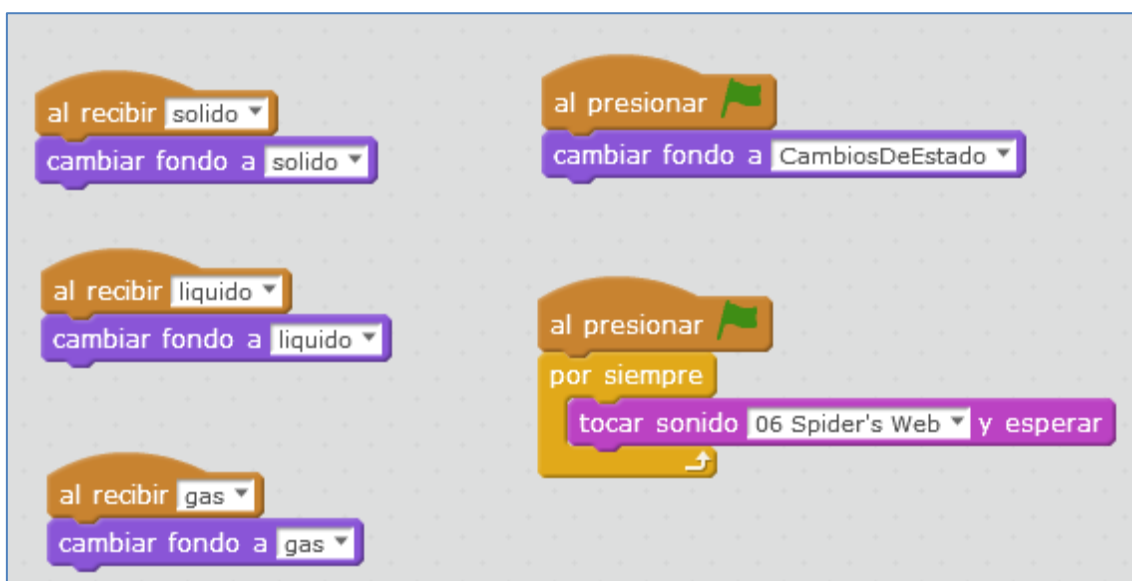 al recibir solido
cambiar fondo a solido
al recibir liquido
cambiar fondo a liquido
al recibir gas
cambiar fondo a gas
al presionar
cambiar fondo a CambiosDeEstado
al presionar
por siempre
tocar sonido 06 Spider's Web y esperar